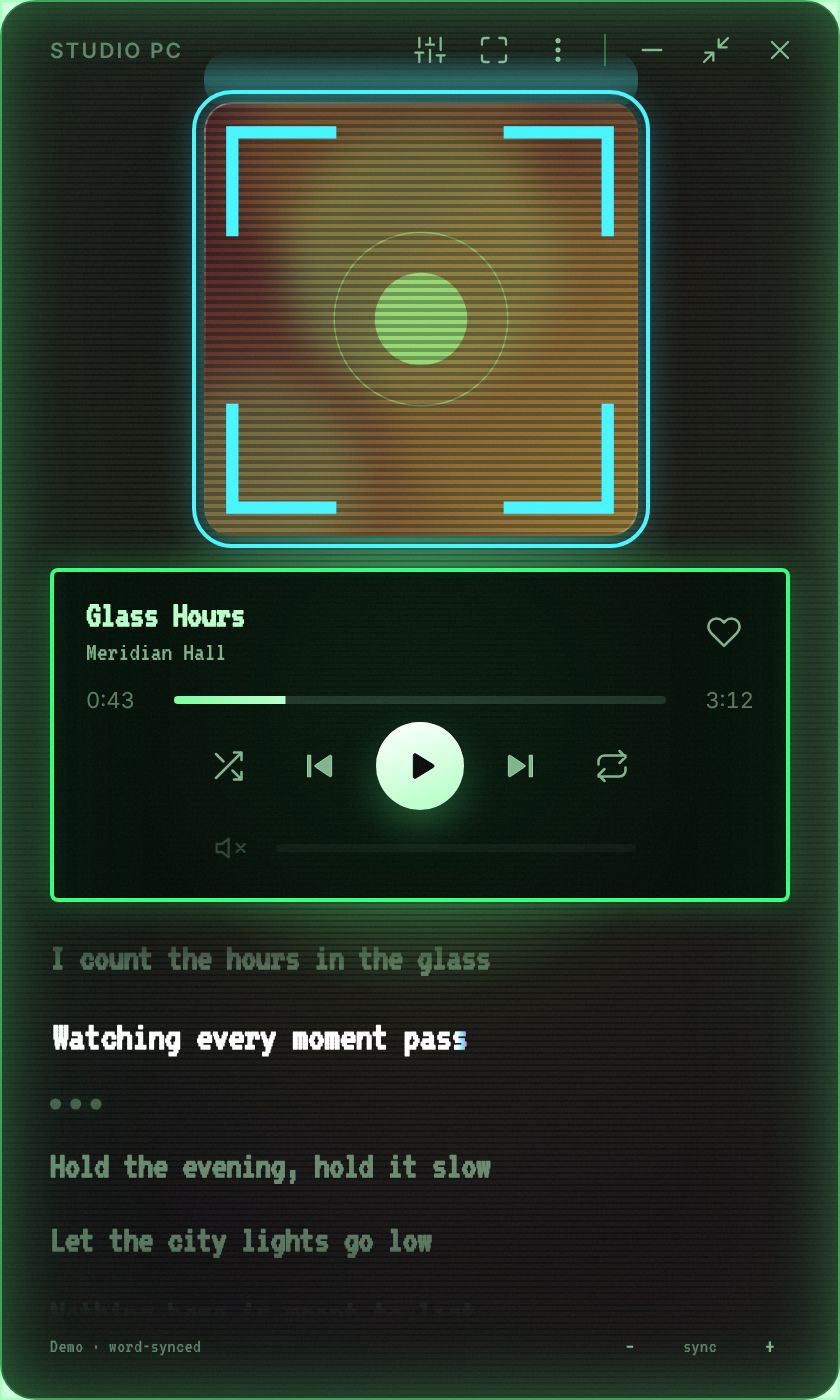 STUDIO PC
Glass Hours
Meridian Hall
0:43
3:12
I count the hours in the glass
Watching every moment pass
Hold the evening, hold it slow
Let the city lights go low
Demo · word-synced
- sync +